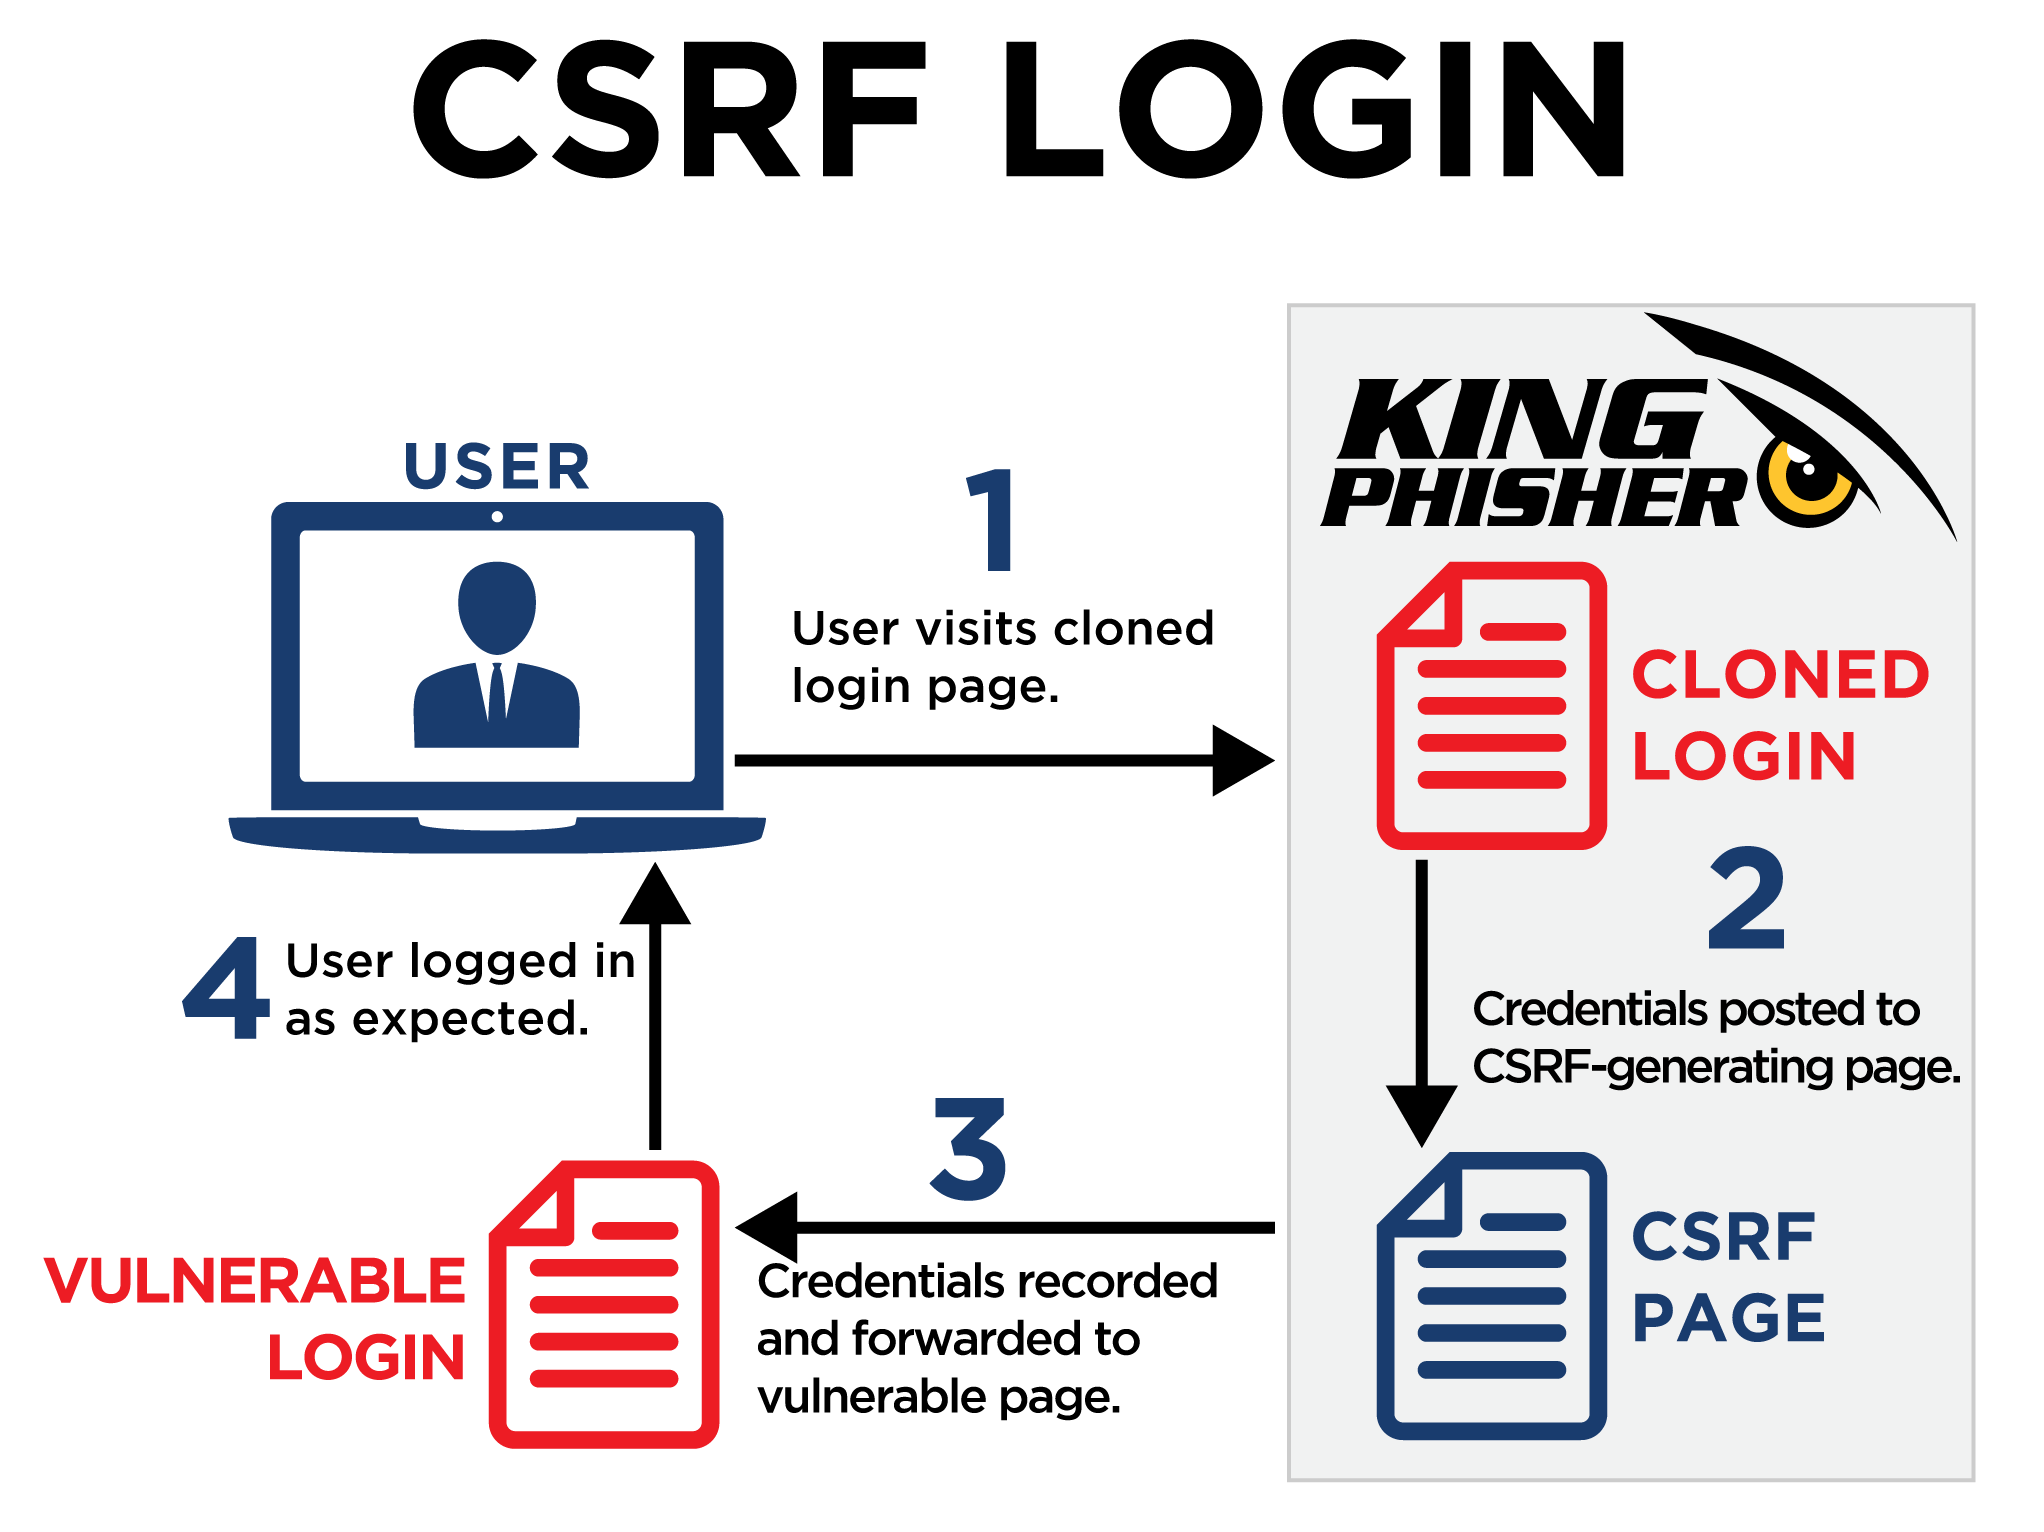 CSRF LOGIN
USER
1
User visits cloned
login page.
KING
PHISHER
CLONED
LOGIN
2
Credentials posted to
CSRF-generating page.
CSRF
PAGE
3
Credentials recorded
and forwarded to
vulnerable page.
VULNERABLE
LOGIN
4
User logged in
as expected.